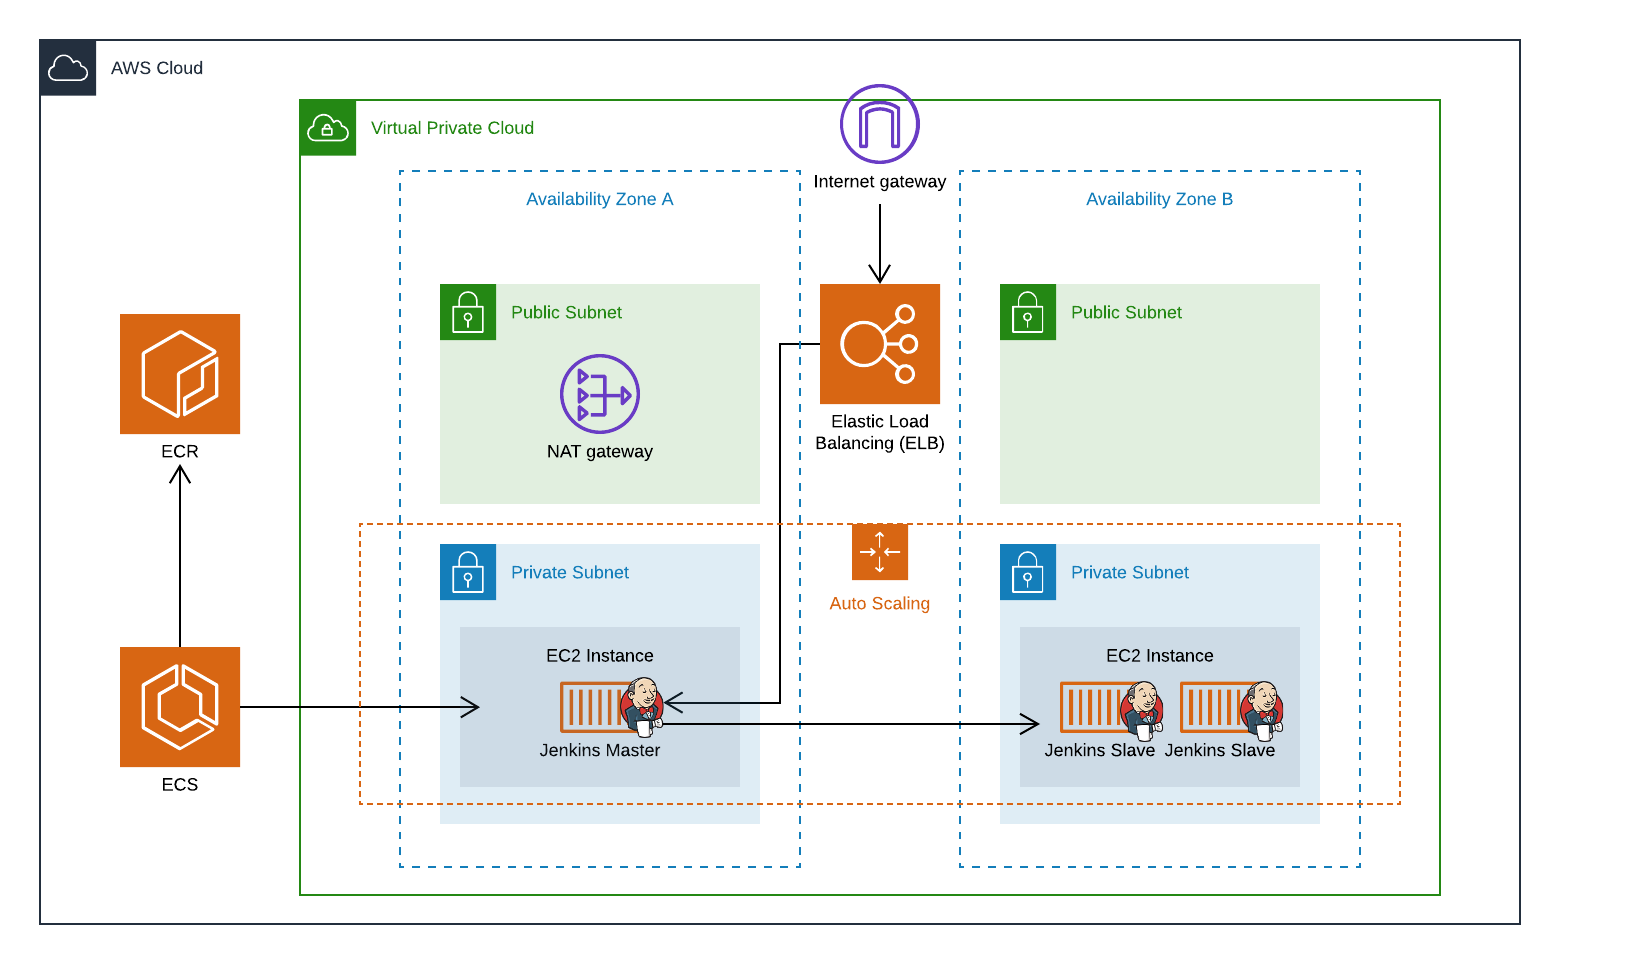 AWS Cloud
Virtual Private Cloud
Internet gateway
Availability Zone A
Availability Zone B
Public Subnet
Public Subnet
NAT gateway
Elastic Load
Balancing (ELB)
ECR
Private Subnet
Auto Scaling
Private Subnet
EC2 Instance
EC2 Instance
Jenkins Master
Jenkins Slave
Jenkins Slave
ECS